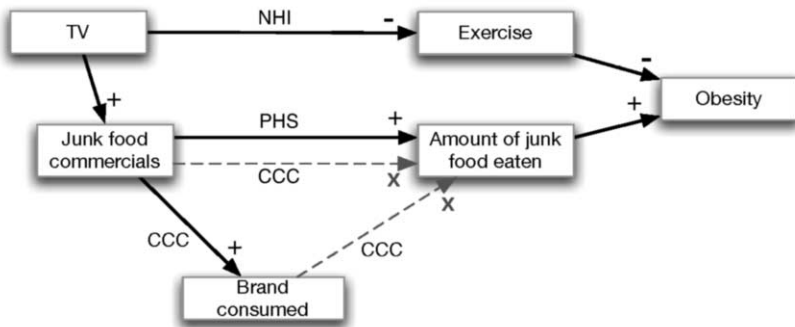 TV
NHI
-
Exercise
-
+
Obesity
+
Junk food
commercials
PHS
+
Amount of junk
food eaten
CCC
X
X
CCC
+
CCC
Brand
consumed